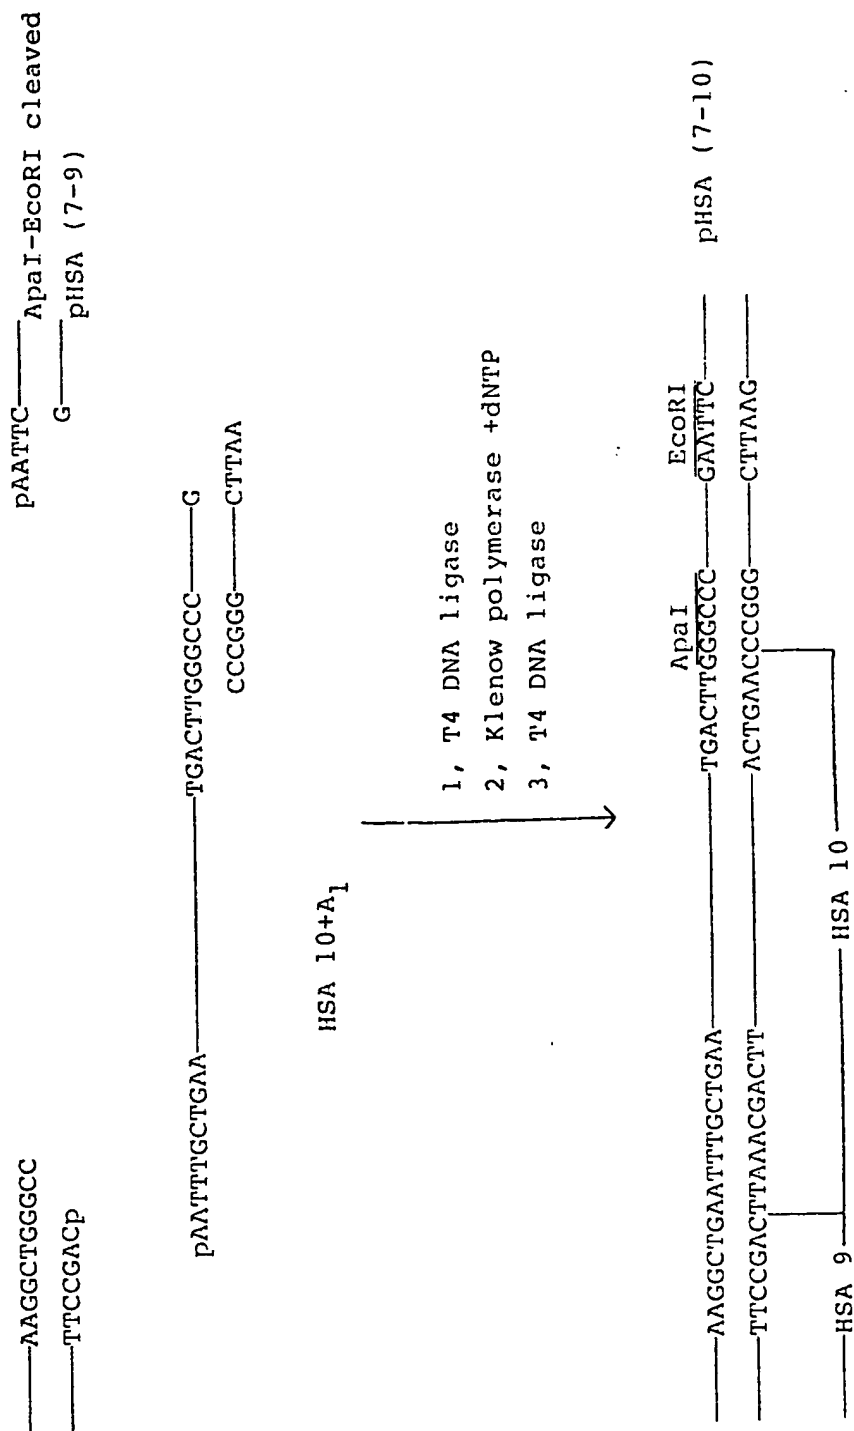 AAGGCTGGGCC pAATTC
ApaI-EcoRI cleaved
TTCCGACp G
pHSA (7-9)
pAATTTGCTGAA TGACTTGGGCCC G
CCCGGG CTTAA
HSA 10+A1
1, T4 DNA ligase
2, Klenow polymerase +dNTP
3, T4 DNA ligase
ApaI EcoRI
AAGGCTGAATTTGCTGAA TGACTTGGGCCC GAATTC
pHSA (7-10)
TTCCGACTTAAACGACTT ACTGAACCCGGG CTTAAG
HSA 9 HSA 10